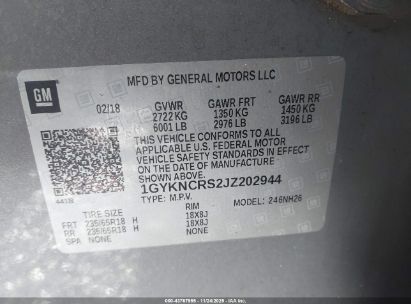 MFD BY GENERAL MOTORS LLC
GM
02/18 GVWR GAWR FRT GAWR RR
2722 KG 1350 KG 1450 KG
6001 LB 2976 LB 3196 LB
THIS VEHICLE CONFORMS TO ALL
APPLICABLE U.S. FEDERAL MOTOR
VEHICLE SAFETY STANDARDS IN EFFECT
ON THE DATE OF MANUFACTURE
SHOWN ABOVE.
1GYKNCRS2JZ202944
TYPE: M.P.V. MODEL: 246NH26
4418
TIRE SIZE RIM
FRT 235/65R18 H 18X8J
RR 235/65R18 H 18X8J
SPA NONE NONE